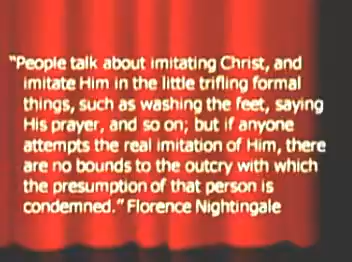 "People talk about imitating Christ, and
imitate Him in the little trifling formal
things, such as washing the feet, saying
His prayer, and so on; but if anyone
attempts the real imitation of Him, there
are no bounds to the outcry with which
the presumption of that person is
condemned." Florence Nightingale